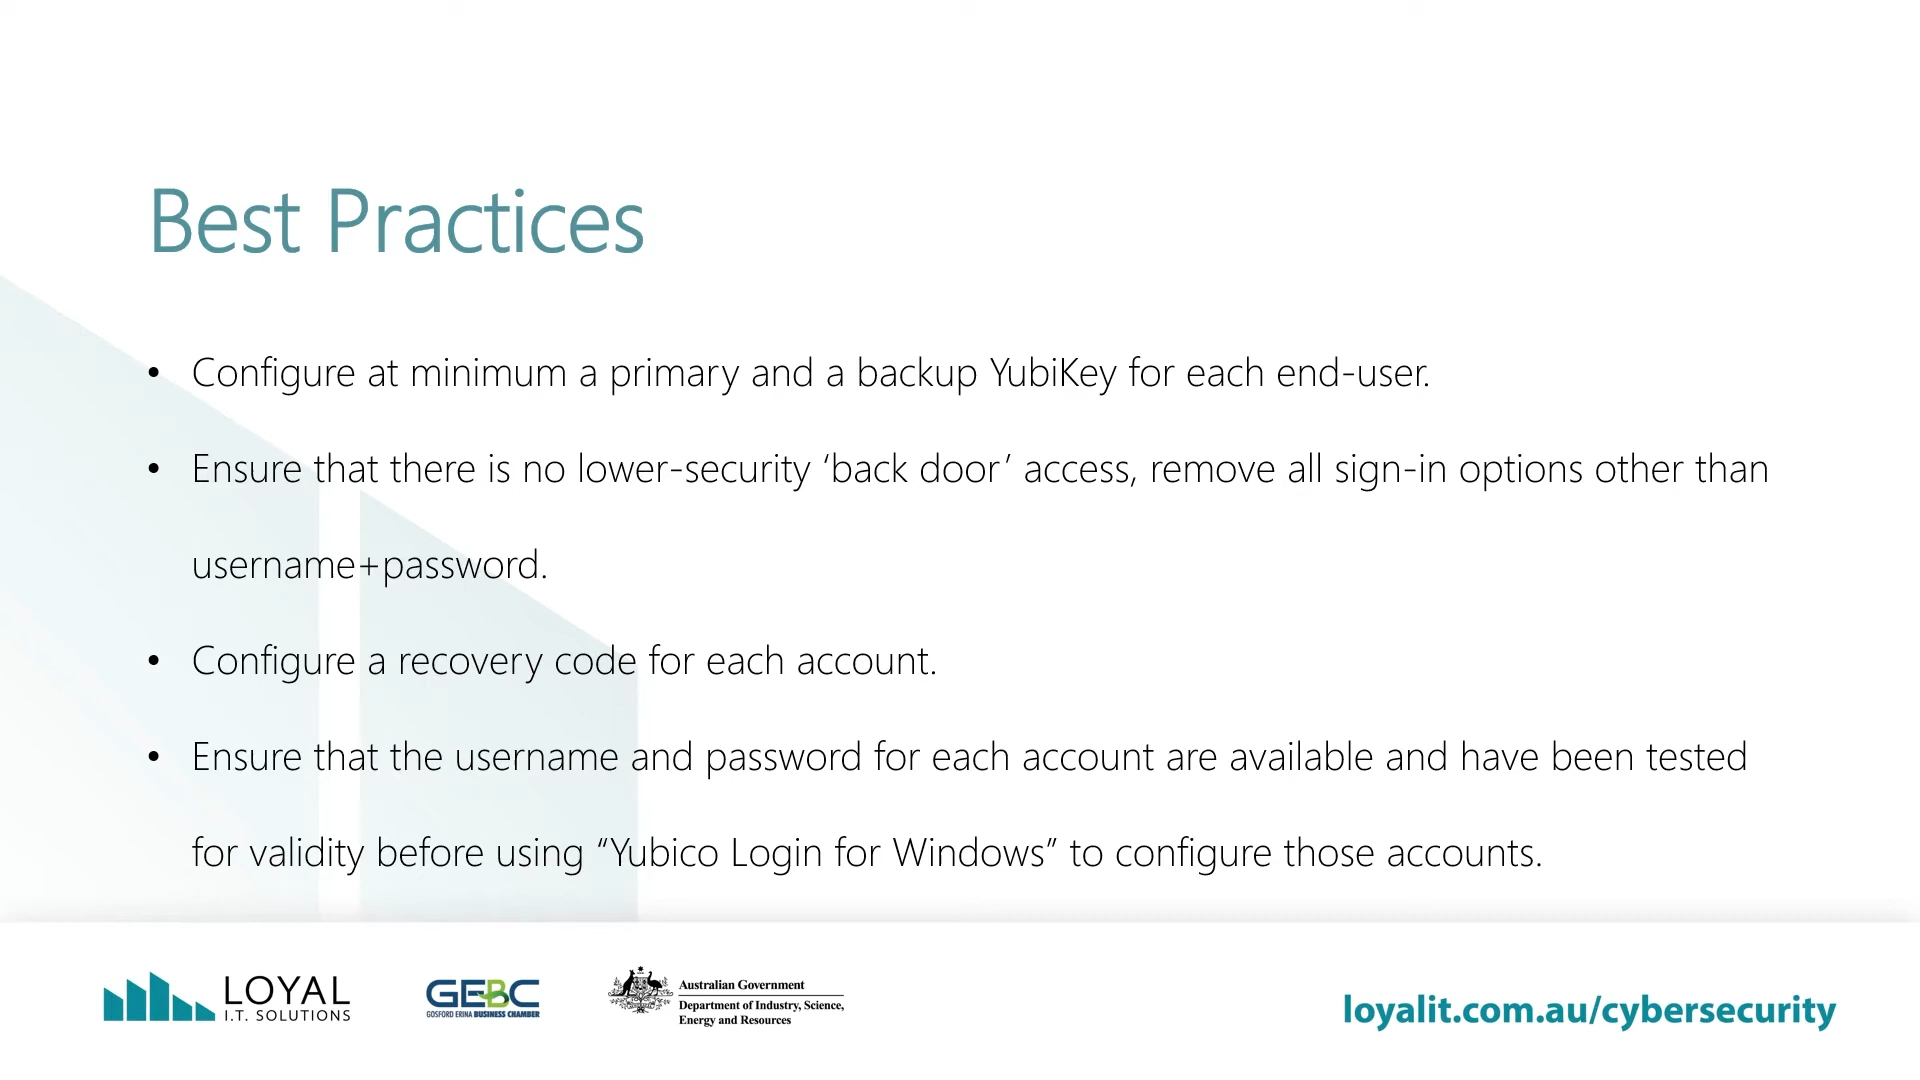 Best Practices
• Configure at minimum a primary and a backup YubiKey for each end-user.
• Ensure that there is no lower-security ‘back door’ access, remove all sign-in options other than
username+password.
• Configure a recovery code for each account.
• Ensure that the username and password for each account are available and have been tested
for validity before using “Yubico Login for Windows” to configure those accounts.
LOYAL
I.T. SOLUTIONS
GEBC
GOSFORD ERINA BUSINESS CHAMBER
Australian Government
Department of Industry, Science,
Energy and Resources
loyalit.com.au/cybersecurity